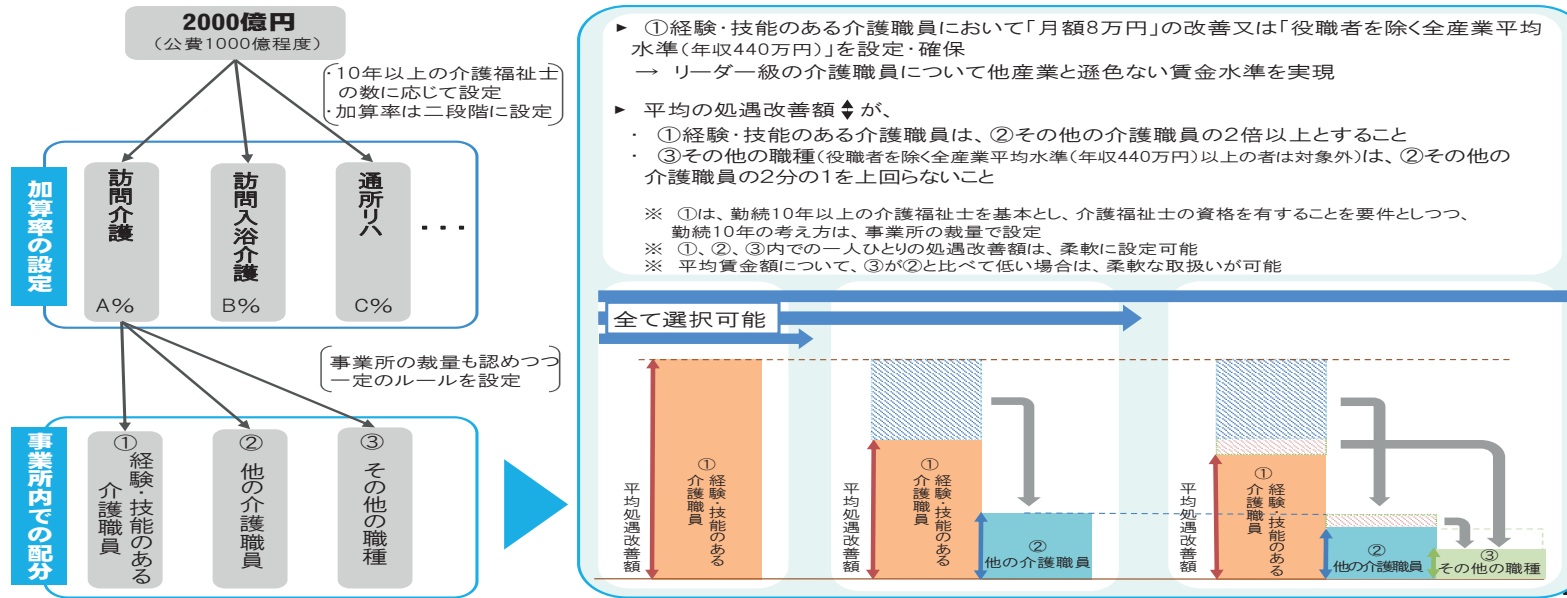 2000億円
(公費1000億程度)
・10年以上の介護福祉士
の数に応じて設定
・加算率は二段階に設定
加算率の設定
訪問介護
A%
訪問入浴介護
B%
通所リハ
C%
・・・
事業所の裁量も認めつつ
一定のルールを設定
事業所内での配分
①
経験・技能のある
介護職員
②
他の介護職員
③
その他の職種
► ①経験・技能のある介護職員において「月額8万円」の改善又は「役職者を除く全産業平均
水準(年収440万円)」を設定・確保
→ リーダー級の介護職員について他産業と遜色ない賃金水準を実現
► 平均の処遇改善額 が、
・ ①経験・技能のある介護職員は、②その他の介護職員の2倍以上とすること
・ ③その他の職種(役職者を除く全産業平均水準(年収440万円)以上の者は対象外)は、②その他の
介護職員の2分の1を上回らないこと
※ ①は、勤続10年以上の介護福祉士を基本とし、介護福祉士の資格を有することを要件としつつ、
勤続10年の考え方は、事業所の裁量で設定
※ ①、②、③内での一人ひとりの処遇改善額は、柔軟に設定可能
※ 平均賃金額について、③が②と比べて低い場合は、柔軟な取扱いが可能
全て選択可能
平均処遇改善額
①
経験・技能のある
介護職員
平均処遇改善額
①
経験・技能のある
介護職員
②
他の介護職員
平均処遇改善額
①
経験・技能のある
介護職員
②
他の介護職員
③
その他の職種